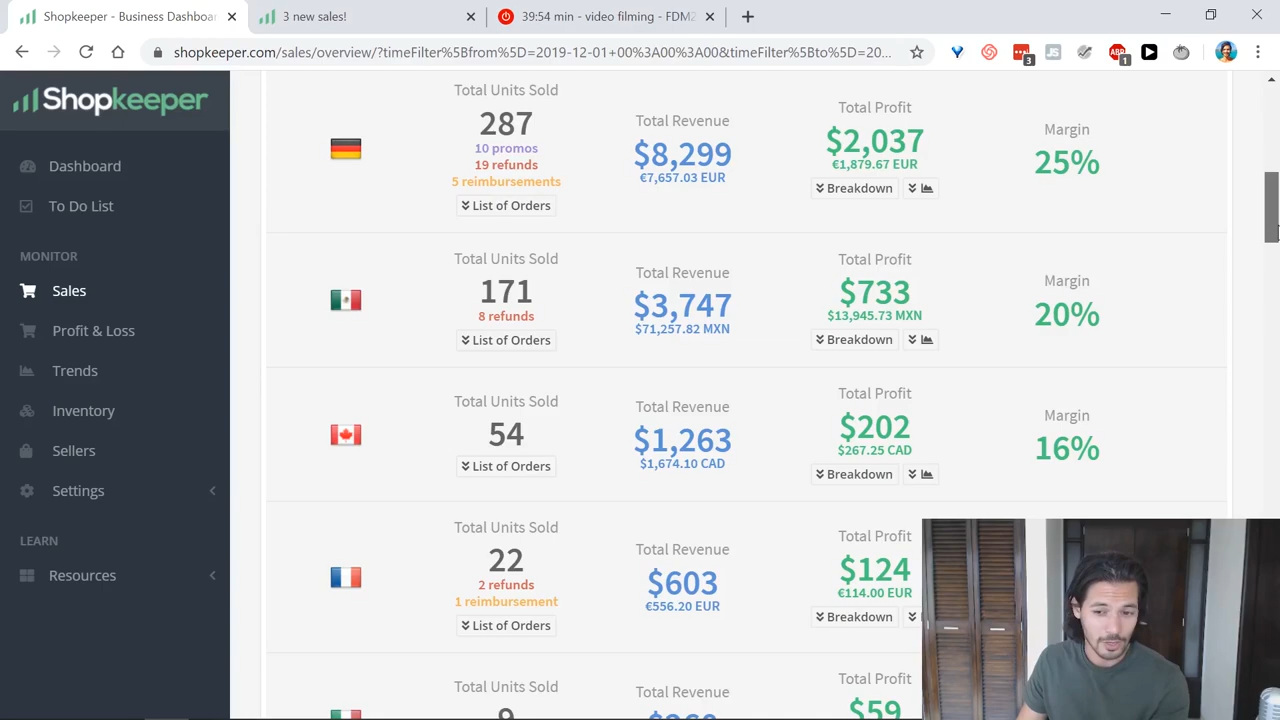 Shopkeeper - Business Dashboar
3 new sales!
39:54 min - video filming - FDM2
shopkeeper.com/sales/overview/?timeFilter%5Bfrom%5D=2019-12-01+00%3A00%3A00&timeFilter%5Bto%5D=20...
3
JS
ABP
1
Shopkeeper
Dashboard
To Do List
MONITOR
Sales
Profit & Loss
Trends
Inventory
Sellers
Settings
LEARN
Resources
Total Units Sold
287
10 promos
19 refunds
5 reimbursements
List of Orders
Total Revenue
$8,299
€7,657.03 EUR
Total Profit
$2,037
€1,879.67 EUR
Breakdown
Margin
25%
Total Units Sold
171
8 refunds
List of Orders
Total Revenue
$3,747
$71,257.82 MXN
Total Profit
$733
$13,945.73 MXN
Breakdown
Margin
20%
Total Units Sold
54
List of Orders
Total Revenue
$1,263
$1,674.10 CAD
Total Profit
$202
$267.25 CAD
Breakdown
Margin
16%
Total Units Sold
22
2 refunds
1 reimbursement
List of Orders
Total Revenue
$603
€556.20 EUR
Total Profit
$124
€114.00 EUR
Breakdown
Total Units Sold
9
Total Revenue
Total Profit
$59